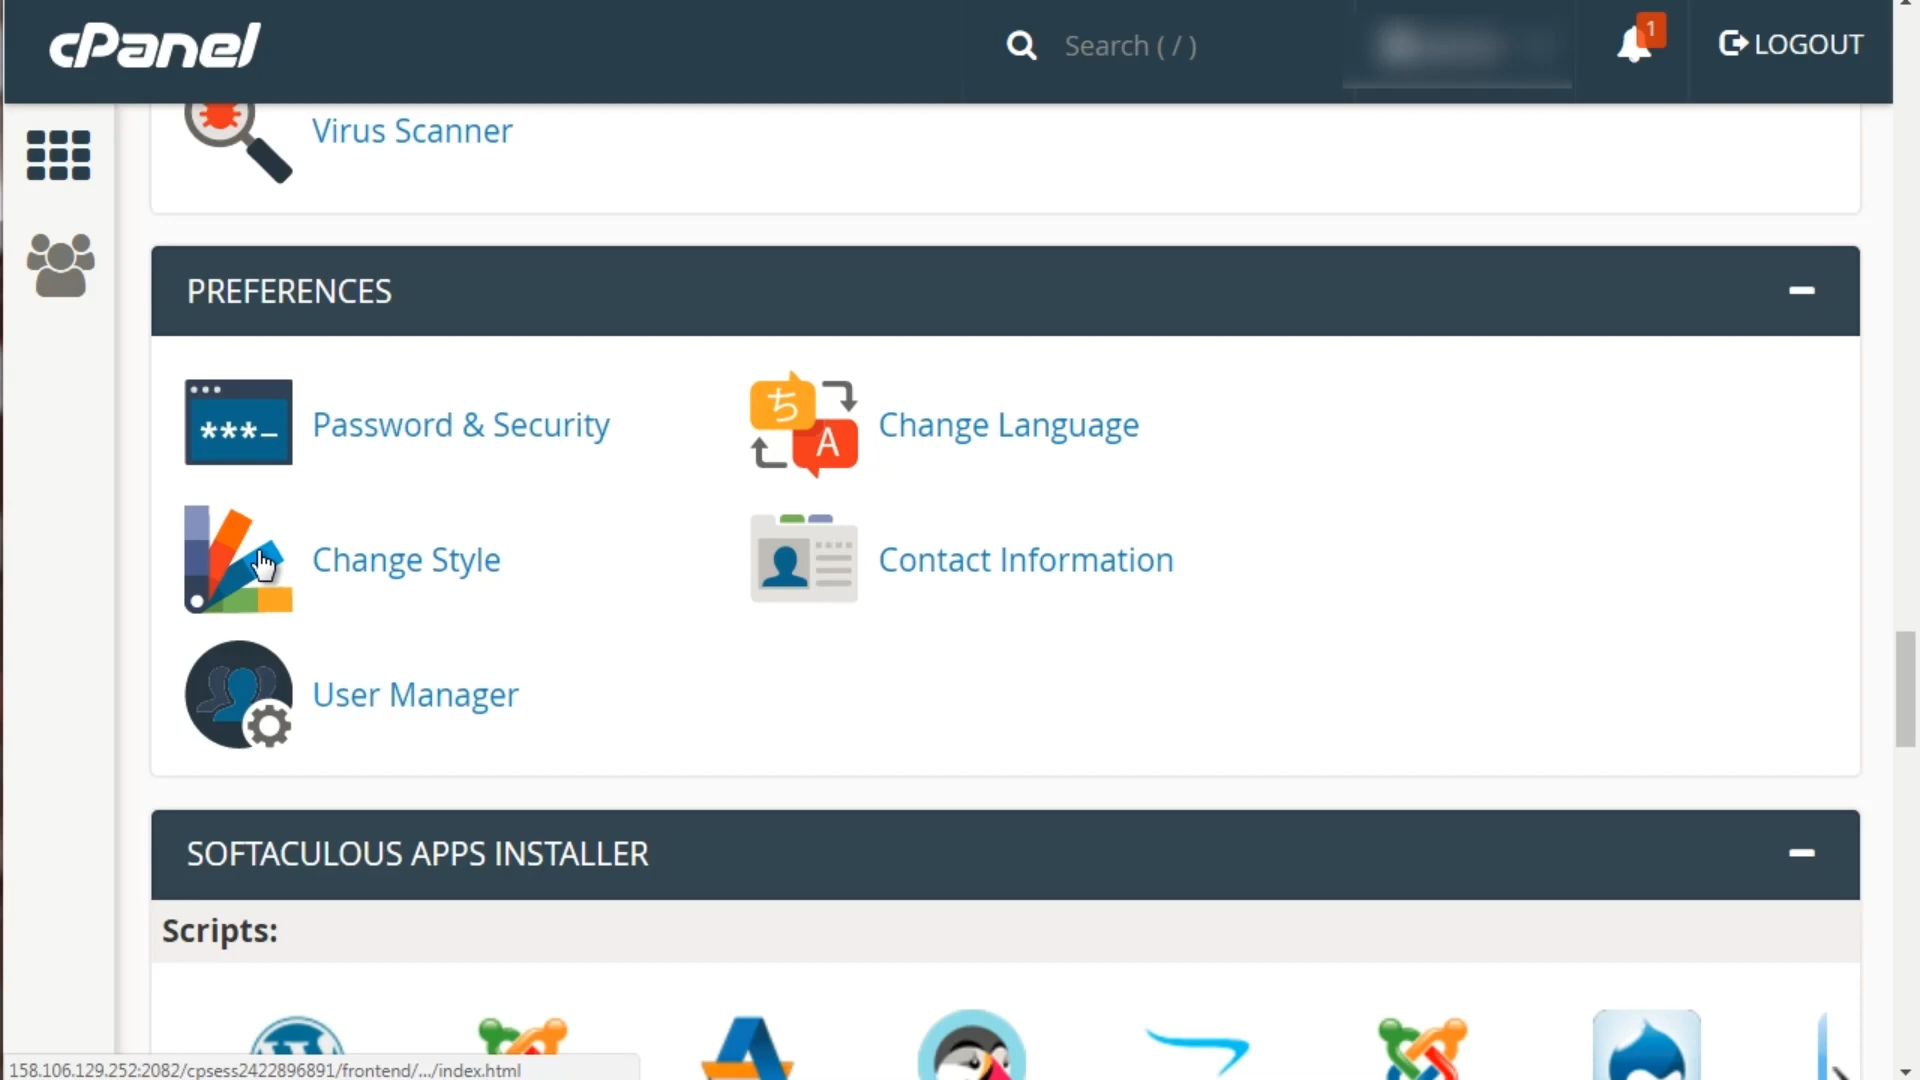 cPanel
Search ( / )
1
LOGOUT
Virus Scanner
PREFERENCES
***_
Password & Security
ち
A
Change Language
Change Style
Contact Information
User Manager
SOFTACULOUS APPS INSTALLER
Scripts:
158.106.129.252:2082/cpsess2422896891/frontend/.../index.html